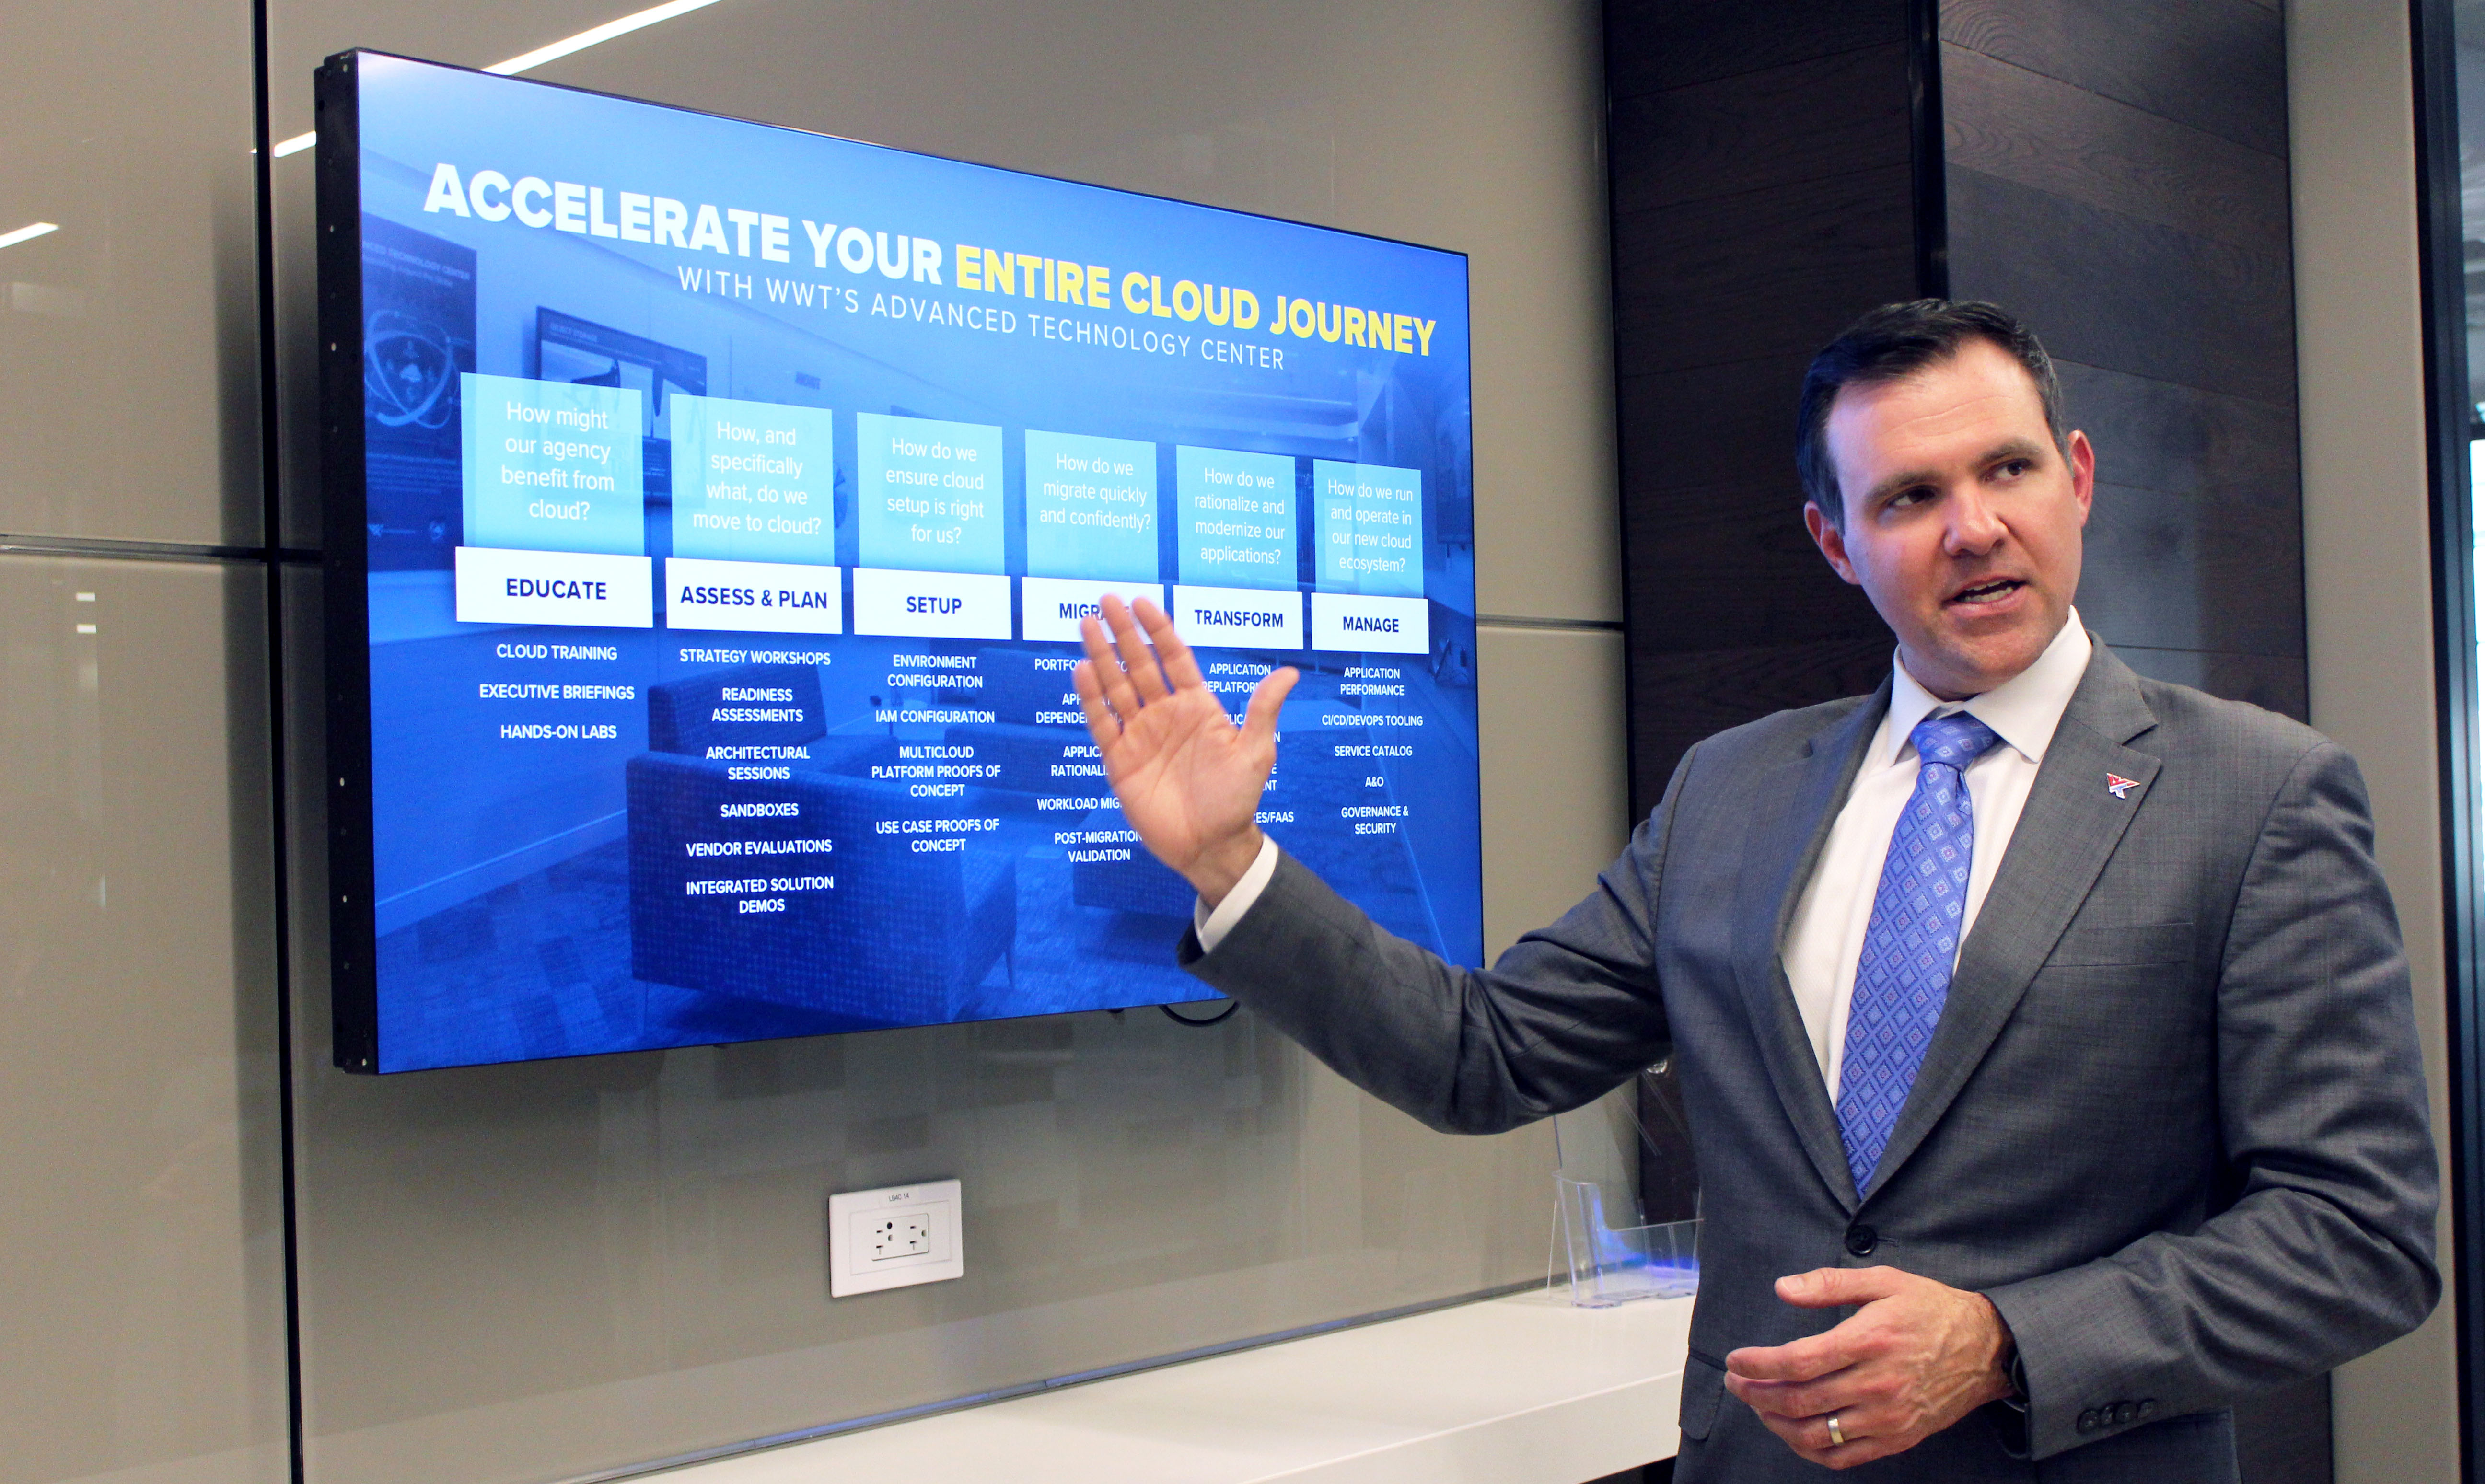 ACCELERATE YOUR ENTIRE CLOUD JOURNEY
WITH WWT'S ADVANCED TECHNOLOGY CENTER
How might
our agency
benefit from
cloud?
EDUCATE
CLOUD TRAINING
EXECUTIVE BRIEFINGS
HANDS-ON LABS
How, and
specifically
what, do we
move to cloud?
ASSESS & PLAN
STRATEGY WORKSHOPS
READINESS
ASSESSMENTS
ARCHITECTURAL
SESSIONS
SANDBOXES
VENDOR EVALUATIONS
INTEGRATED SOLUTION
DEMOS
How do we
ensure cloud
setup is right
for us?
SETUP
ENVIRONMENT
CONFIGURATION
IAM CONFIGURATION
MULTICLOUD
PLATFORM PROOFS OF
CONCEPT
USE CASE PROOFS OF
CONCEPT
How do we
migrate quickly
and confidently?
WORKLOAD
POST-MIGRATION
VALIDATION
How do we
rationalize and
modernize our
applications?
TRANSFORM
APPLICATION
How do we run
and operate in
our new cloud
ecosystem?
MANAGE
APPLICATION
PERFORMANCE
CI/CD/DEVOPS TOOLING
SERVICE CATALOG
A&O
GOVERNANCE &
SECURITY